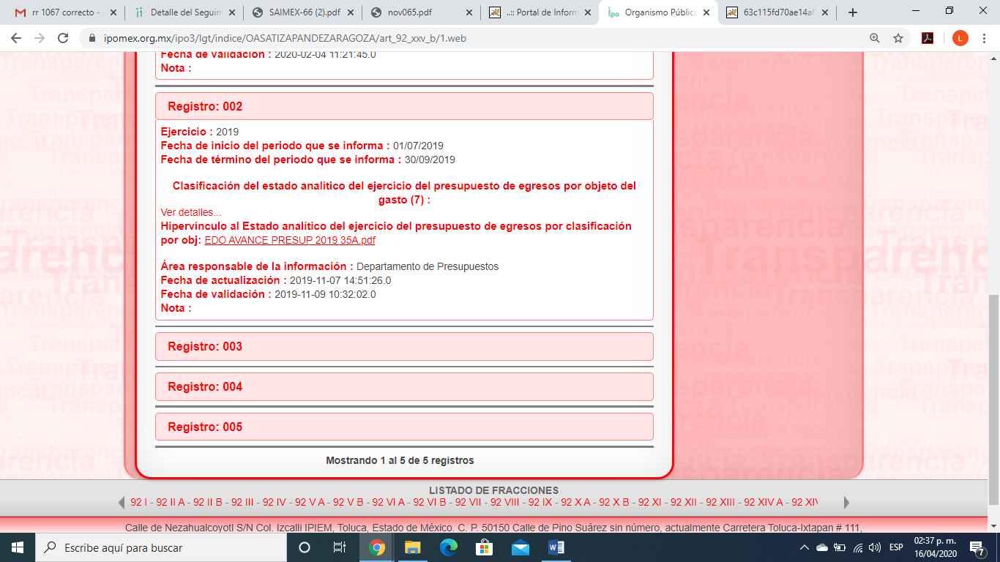 rr 1067 correcto -
Detalle del Seguim
SAIMEX-66 (2).pdf
nov065.pdf
..:: Portal de Inform
Organismo Públic
63c115fd70ae14af
ipomex.org.mx/ipo3/lgt/indice/OASATIZAPANDEZARAGOZA/art_92_xxv_b/1.web
L
Fecha de validación : 2020-02-04 11:21:45.0
Nota :
Registro: 002
Ejercicio : 2019
Fecha de inicio del periodo que se informa : 01/07/2019
Fecha de término del periodo que se informa : 30/09/2019
Clasificación del estado analítico del ejercicio del presupuesto de egresos por objeto del
gasto (7) :
Ver detalles...
Hipervínculo al Estado analítico del ejercicio del presupuesto de egresos por clasificación
por obj: EDO AVANCE PRESUP 2019 35A.pdf
Área responsable de la información : Departamento de Presupuestos
Fecha de actualización : 2019-11-07 14:51:26.0
Fecha de validación : 2019-11-09 10:32:02.0
Nota :
Registro: 003
Registro: 004
Registro: 005
Mostrando 1 al 5 de 5 registros
LISTADO DE FRACCIONES
92 I - 92 II A - 92 II B - 92 III - 92 IV - 92 V A - 92 V B - 92 VI A - 92 VI B - 92 VII - 92 VIII - 92 IX - 92 X A - 92 X B - 92 XI - 92 XII - 92 XIII - 92 XIV A - 92 XIV
Calle de Nezahualcoyotl S/N Col. Izcalli IPIEM, Toluca, Estado de México. C. P. 50150 Calle de Pino Suárez sin número, actualmente Carretera Toluca-Ixtapan # 111,
Escribe aquí para buscar
ESP
02:37 p. m.
16/04/2020
7